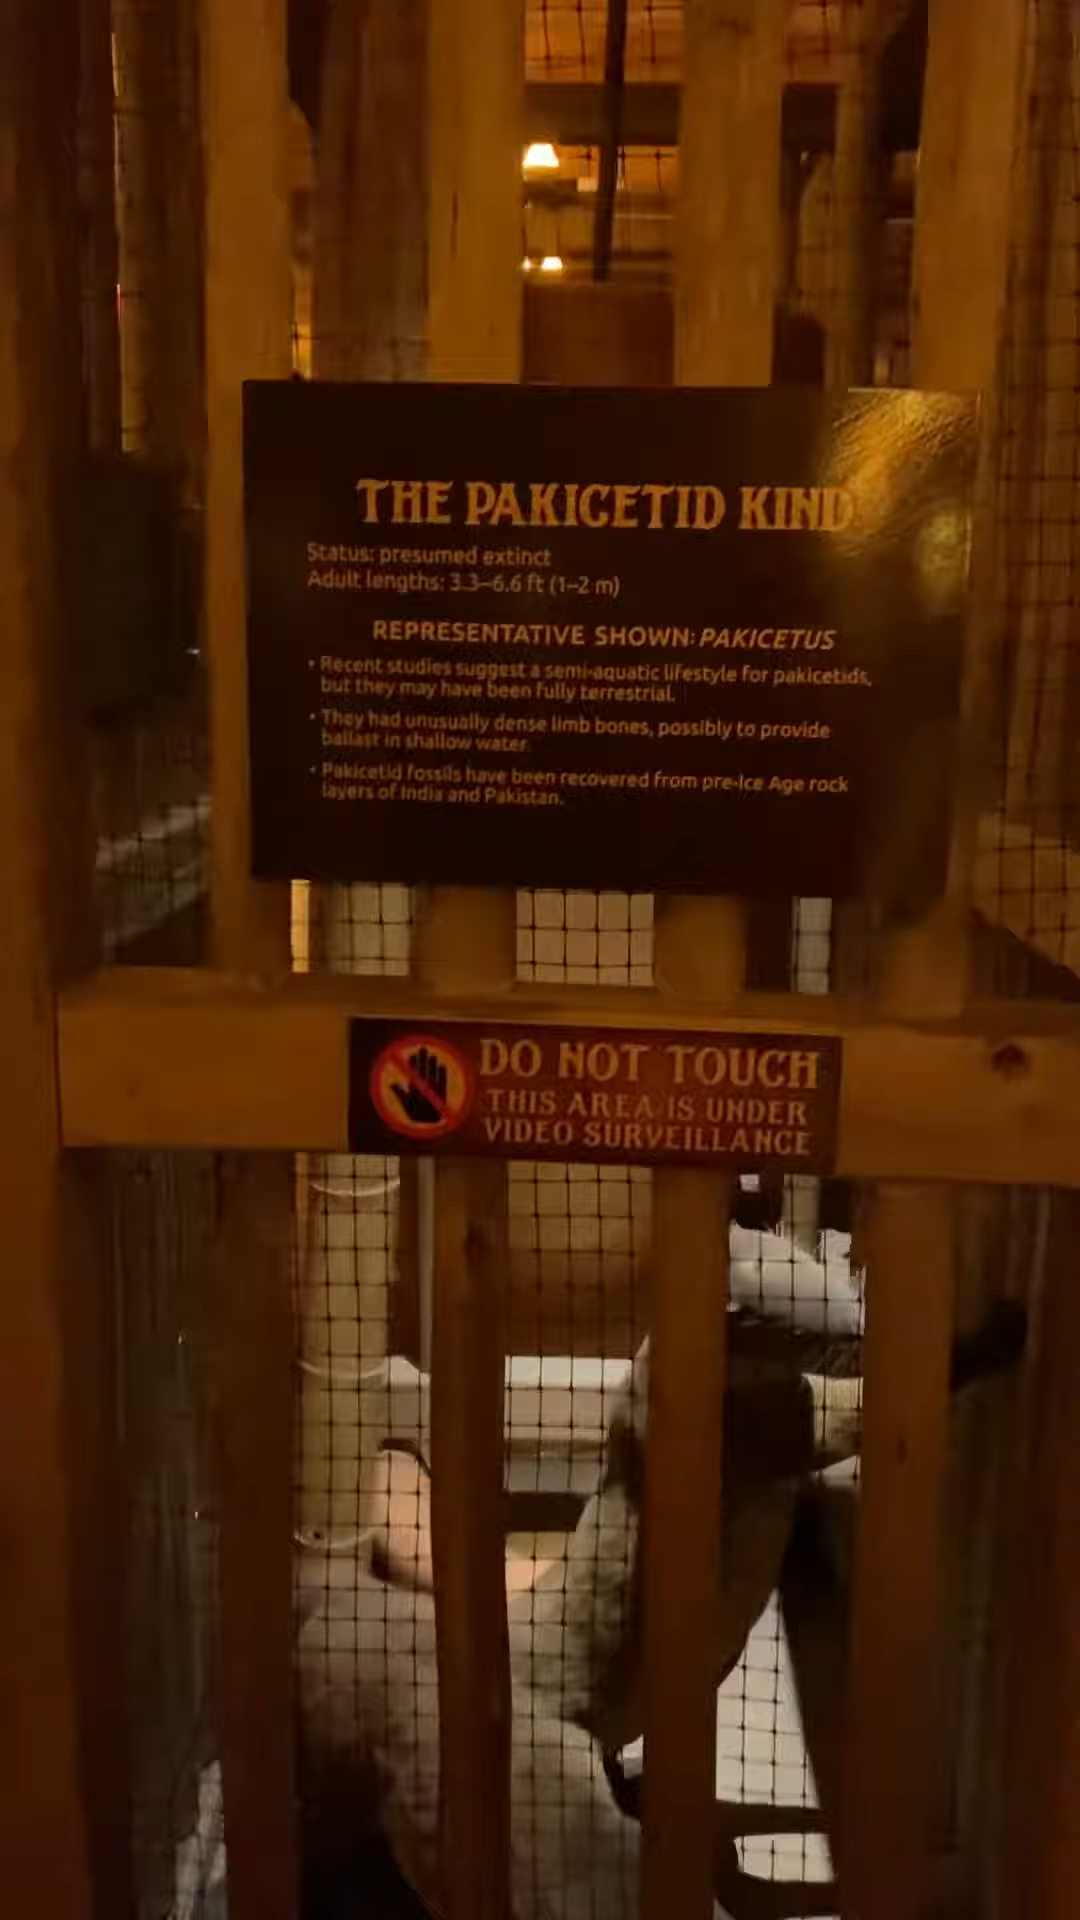 THE PAKICETID KIND
Status: presumed extinct
Adult lengths: 3.3–6.6 ft (1–2 m)
REPRESENTATIVE SHOWN: PAKICETUS
• Recent studies suggest a semi-aquatic lifestyle for pakicetids,
but they may have been fully terrestrial.
• They had unusually dense limb bones, possibly to provide
ballast in shallow water.
• Pakicetid fossils have been recovered from pre-Ice Age rock
layers of India and Pakistan.
DO NOT TOUCH
THIS AREA IS UNDER
VIDEO SURVEILLANCE